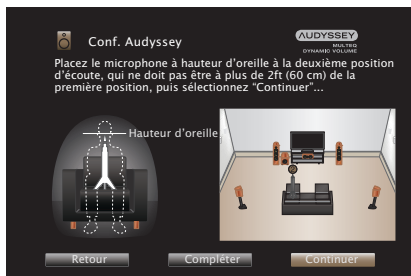 Conf. Audyssey
AUDYSSEY
MULTEQ
DYNAMIC VOLUME
Placez le microphone à hauteur d'oreille à la deuxième position
d'écoute, qui ne doit pas être à plus de 2ft (60 cm) de la
première position, puis sélectionnez "Continuer"...
Hauteur d'oreille
Retour
Compléter
Continuer